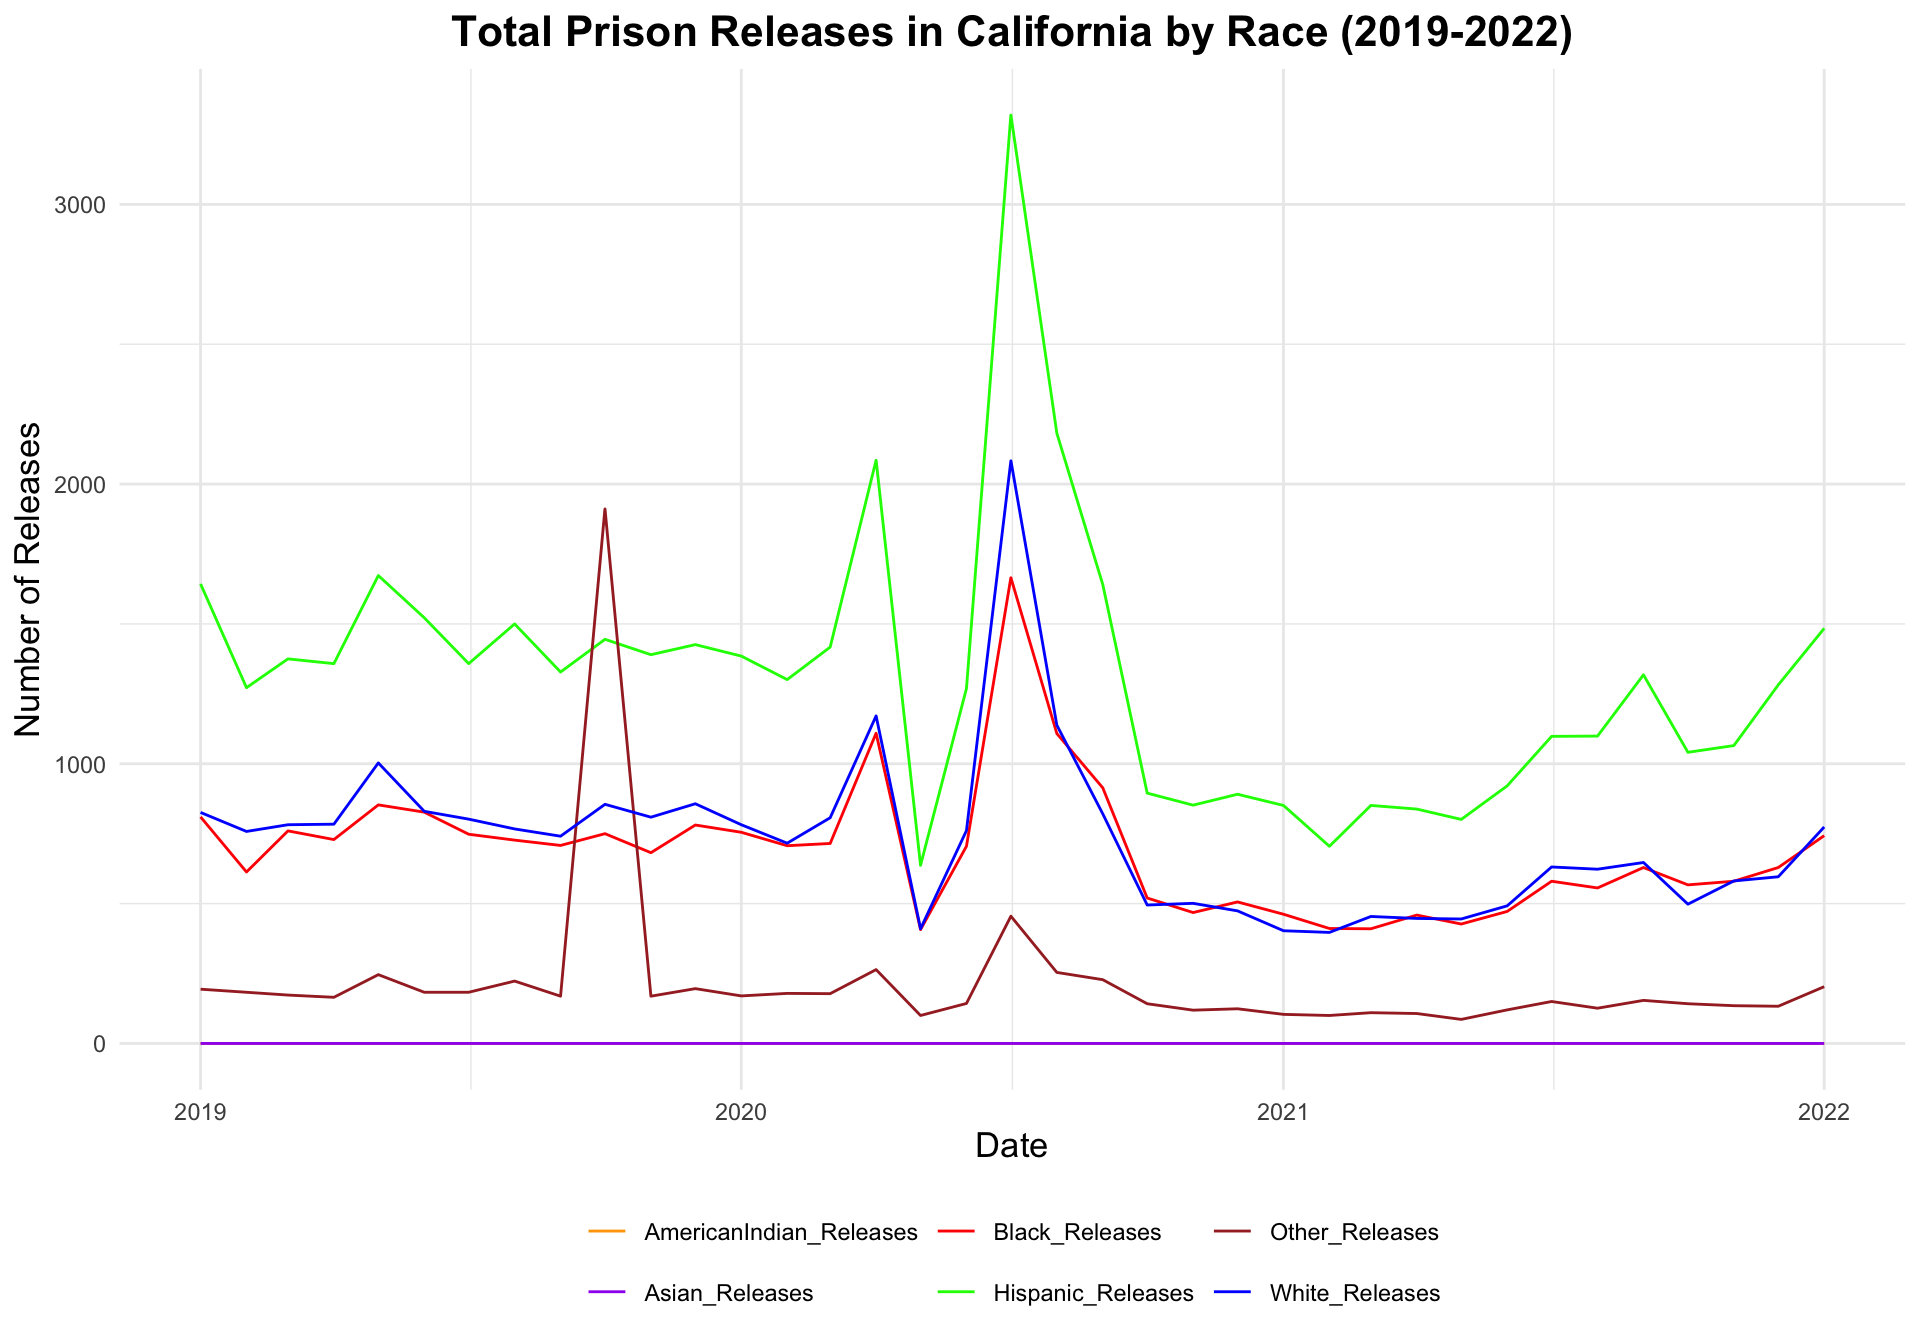 Total Prison Releases in California by Race (2019-2022)
Number of Releases
3000
2000
1000
0
2019 2020 2021 2022
Date
AmericanIndian_Releases Black_Releases Other_Releases
Asian_Releases Hispanic_Releases White_Releases